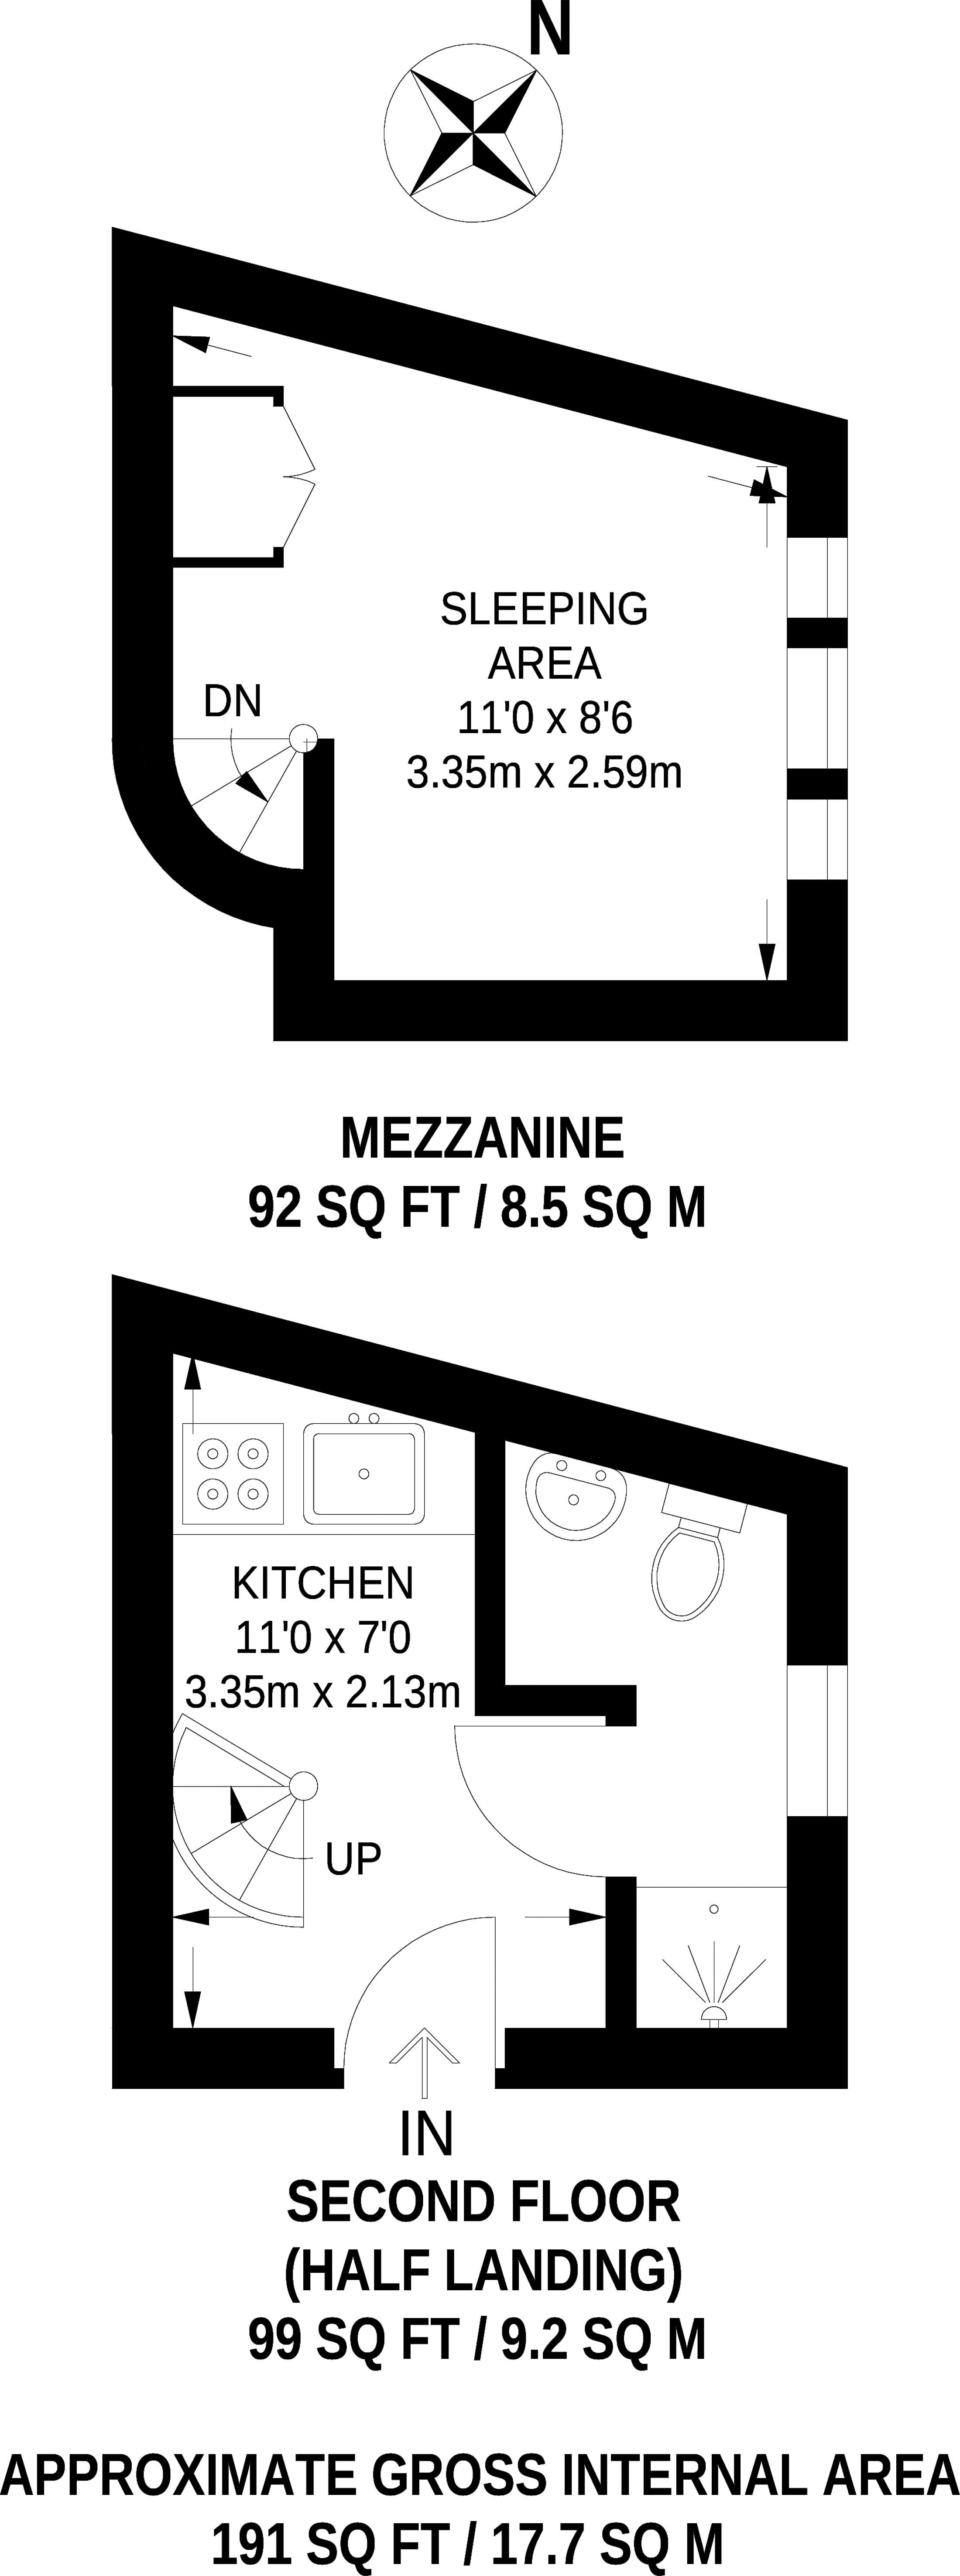 N
SLEEPING
AREA
11'0 x 8'6
3.35m x 2.59m
DN
MEZZANINE
92 SQ FT / 8.5 SQ M
KITCHEN
11'0 x 7'0
3.35m x 2.13m
UP
IN
SECOND FLOOR
(HALF LANDING)
99 SQ FT / 9.2 SQ M
APPROXIMATE GROSS INTERNAL AREA
191 SQ FT / 17.7 SQ M